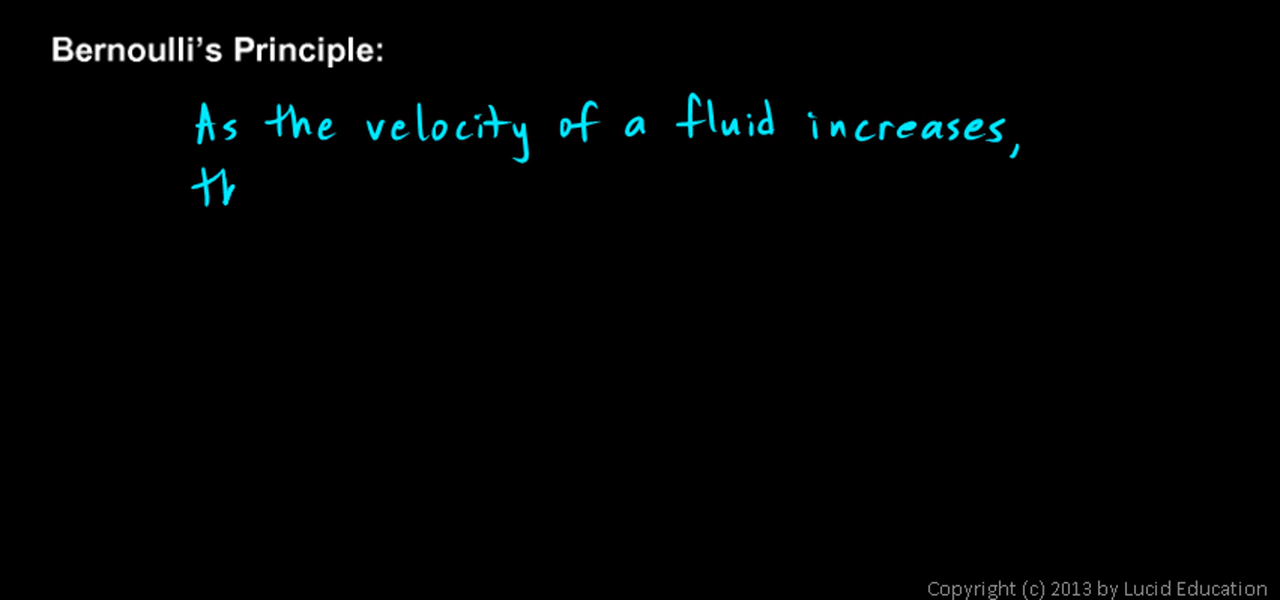 Bernoulli’s Principle:
As the velocity of a fluid increases,
th
Copyright (c) 2013 by Lucid Education